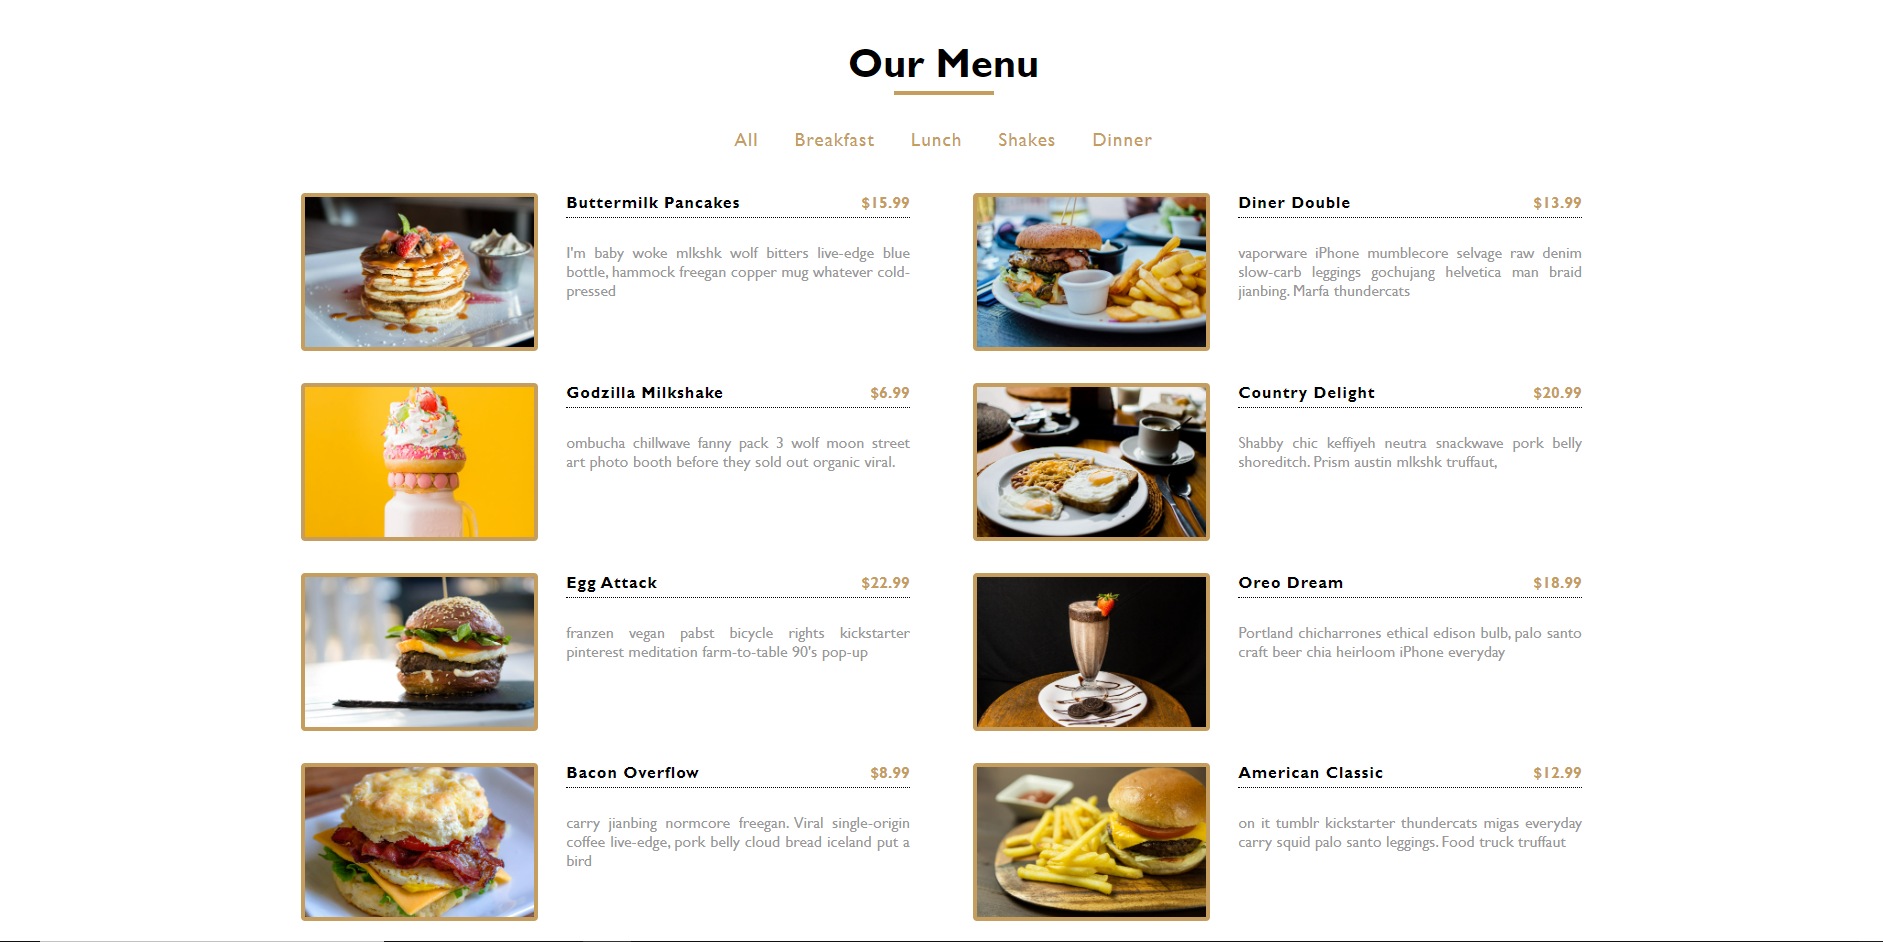 Our Menu
All Breakfast Lunch Shakes Dinner
Buttermilk Pancakes $15.99
I'm baby woke mlkshk wolf bitters live-edge blue
bottle, hammock freegan copper mug whatever cold-
pressed
Diner Double $13.99
vaporware iPhone mumblecore selvage raw denim
slow-carb leggings gochujang helvetica man braid
jianbing. Marfa thundercats
Godzilla Milkshake $6.99
ombucha chillwave fanny pack 3 wolf moon street
art photo booth before they sold out organic viral.
Country Delight $20.99
Shabby chic keffiyeh neutra snackwave pork belly
shoreditch. Prism austin mlkshk truffaut,
Egg Attack $22.99
franzen vegan pabst bicycle rights kickstarter
pinterest meditation farm-to-table 90's pop-up
Oreo Dream $18.99
Portland chicharrones ethical edison bulb, palo santo
craft beer chia heirloom iPhone everyday
Bacon Overflow $8.99
carry jianbing normcore freegan. Viral single-origin
coffee live-edge, pork belly cloud bread iceland put a
bird
American Classic $12.99
on it tumblr kickstarter thundercats migas everyday
carry squid palo santo leggings. Food truck truffaut